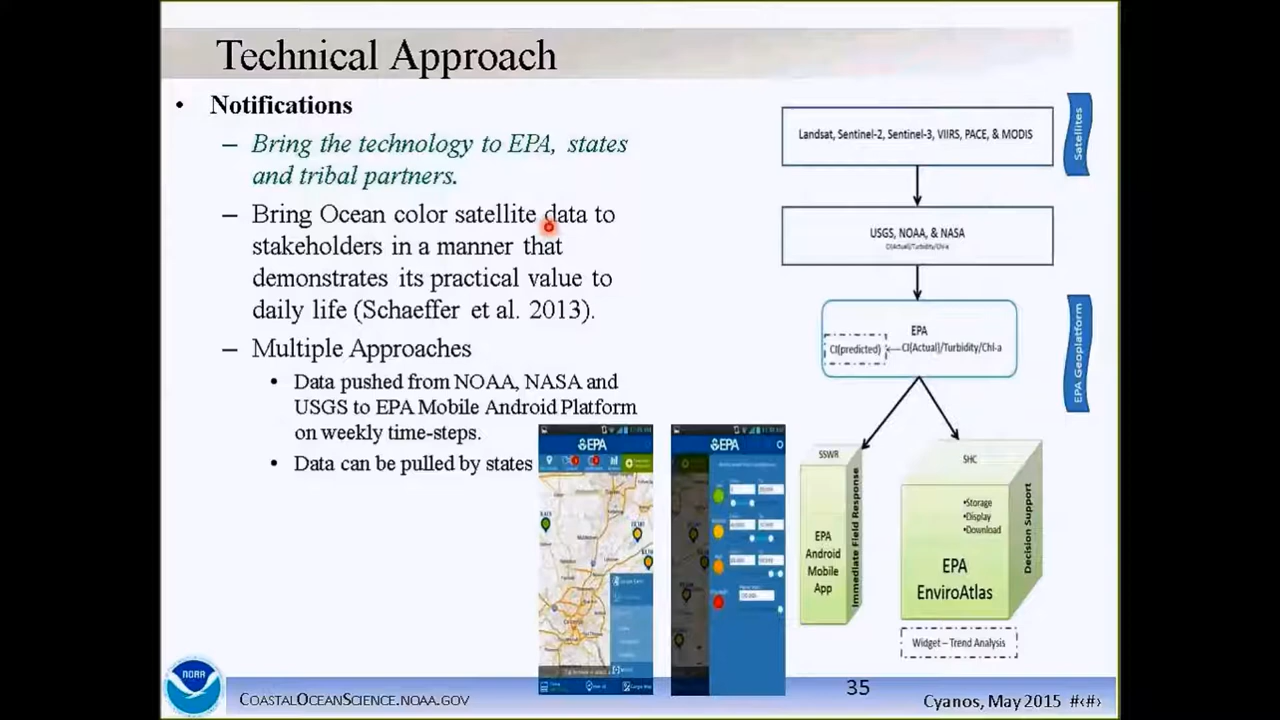 Technical Approach
• Notifications
– Bring the technology to EPA, states
and tribal partners.
– Bring Ocean color satellite data to
stakeholders in a manner that
demonstrates its practical value to
daily life (Schaeffer et al. 2013).
– Multiple Approaches
• Data pushed from NOAA, NASA and
USGS to EPA Mobile Android Platform
on weekly time-steps.
• Data can be pulled by states
Landsat, Sentinel-2, Sentinel-3, VIIRS, PACE, & MODIS
Satellites
USGS, NOAA, & NASA
CI(Actual)/Turbidity/Chl-a
EPA
CI(predicted)
CI(Actual)/Turbidity/Chl-a
EPA Geoplatform
SSWR
EPA
Android
Mobile
App
Immediate Field Response
SHC
•Storage
•Display
•Download
EPA
EnviroAtlas
Decision Support
Widget – Trend Analysis
EPA
EPA
NOAA
COASTALOCEANSCIENCE.NOAA.GOV
35
Cyanos, May 2015 #‹#›